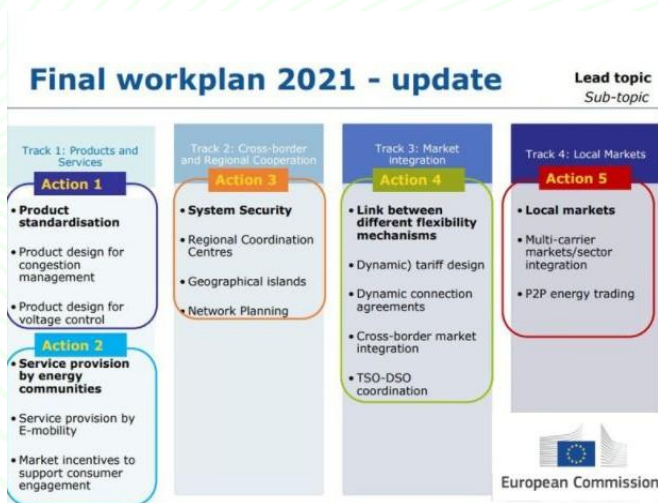 Final workplan 2021 - update
Lead topic
Sub-topic
Track 1: Products and
Services
Action 1
• Product
standardisation
• Product design for
congestion
management
• Product design for
voltage control
Action 2
• Service provision
by energy
communities
• Service provision by
E-mobility
• Market incentives to
support consumer
engagement
Track 2: Cross-border
and Regional Cooperation
Action 3
• System Security
• Regional Coordination
Centres
• Geographical islands
• Network Planning
Track 3: Market
integration
Action 4
• Link between
different flexibility
mechanisms
• Dynamic) tariff design
• Dynamic connection
agreements
• Cross-border market
integration
• TSO-DSO
coordination
Track 4: Local Markets
Action 5
• Local markets
• Multi-carrier
markets/sector
integration
• P2P energy trading
European Commission